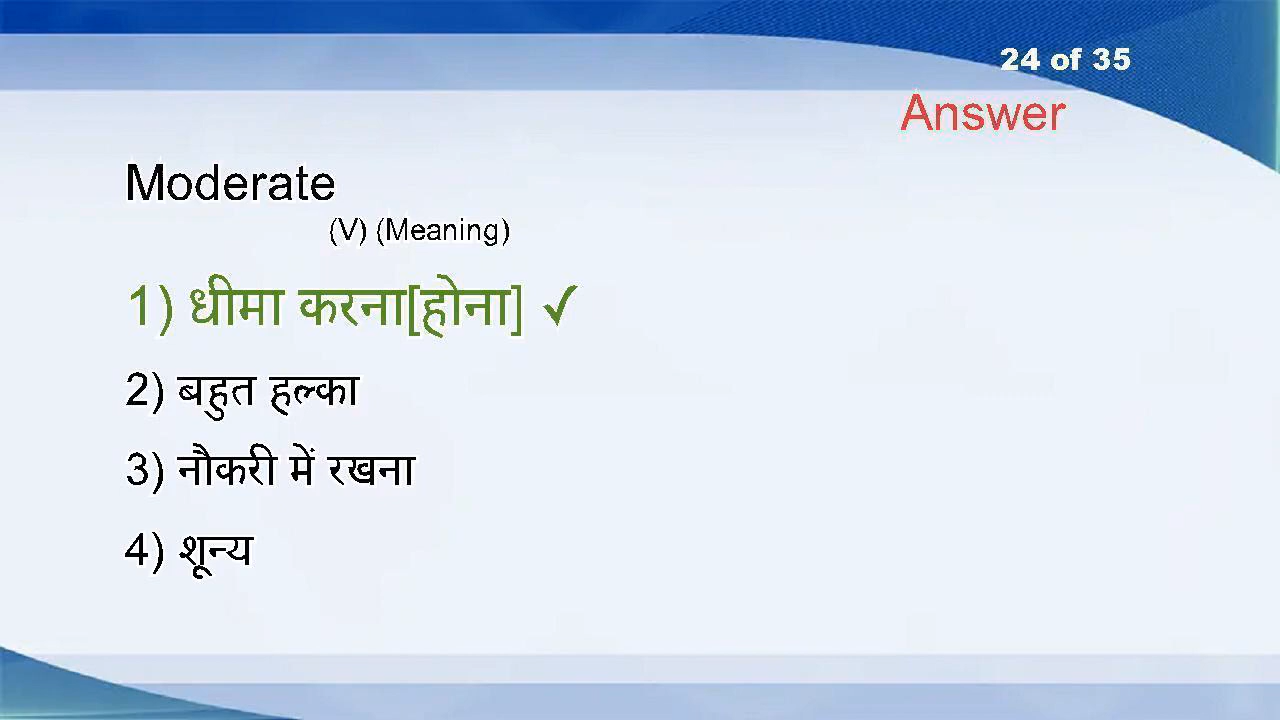 24 of 35
Answer
Moderate
(V) (Meaning)
1) धीमा करना[होना] ✓
2) बहुत हल्का
3) नौकरी में रखना
4) शून्य